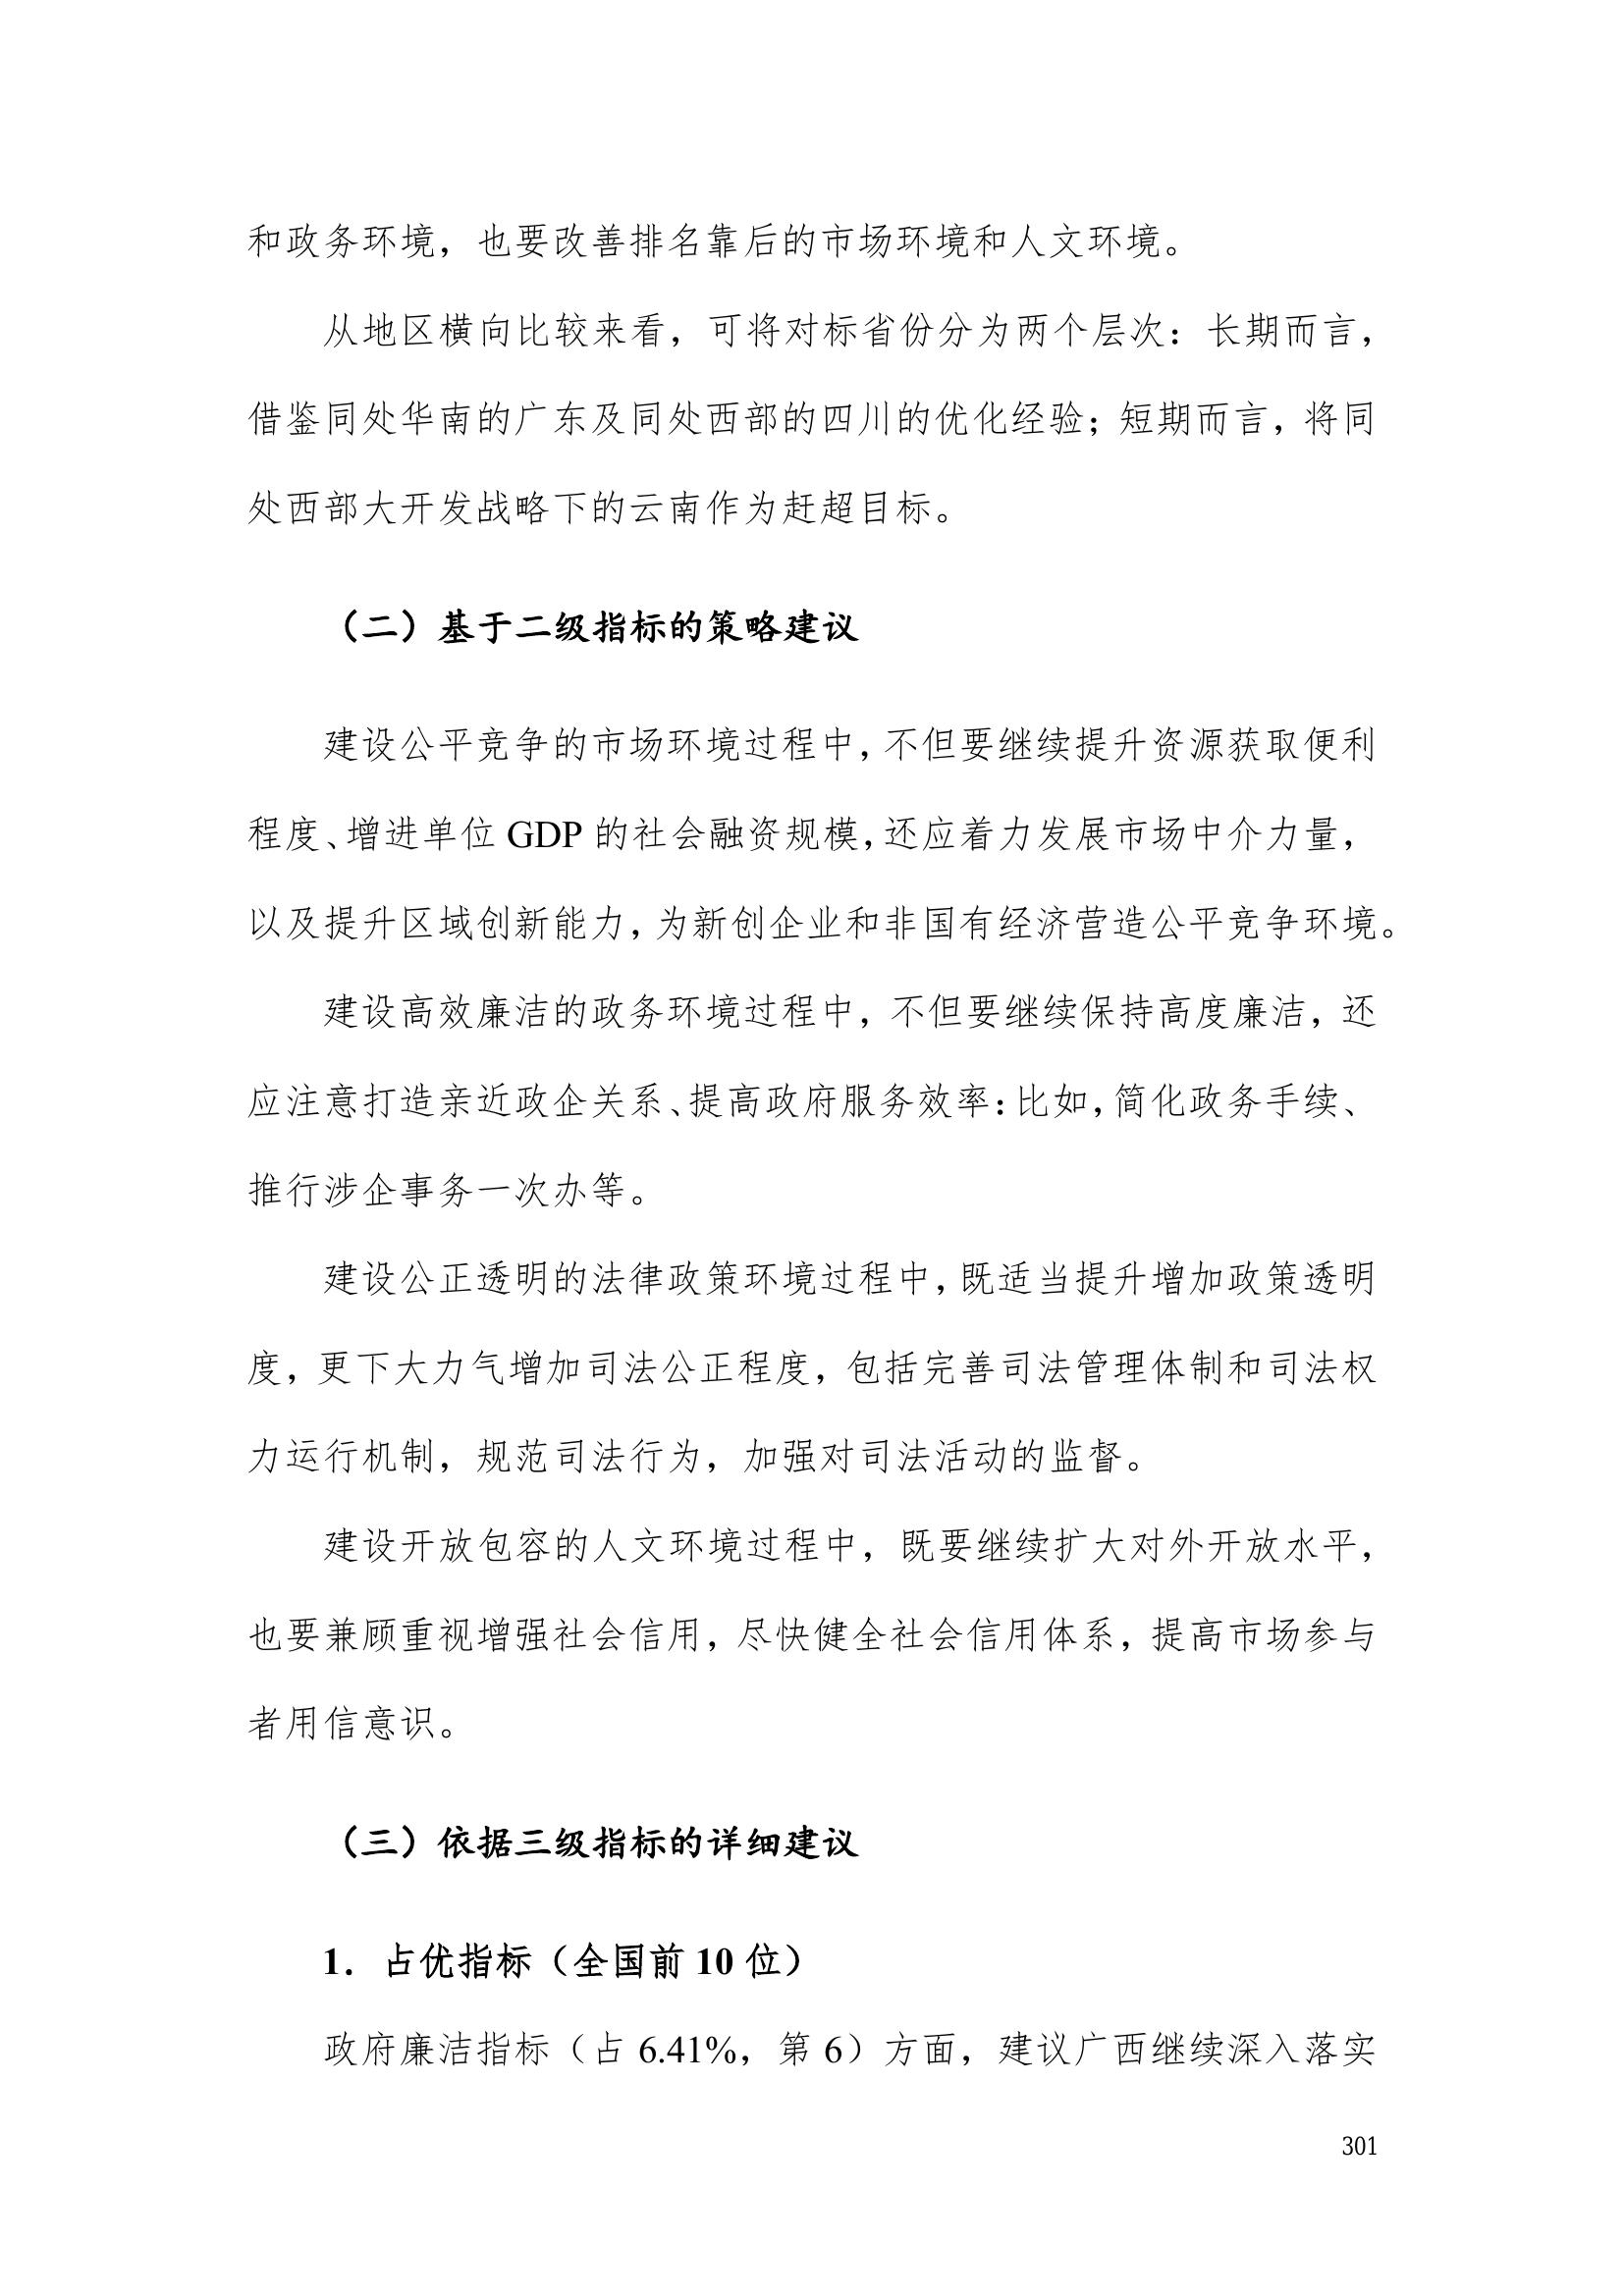 和政务环境，也要改善排名靠后的市场环境和人文环境。
从地区横向比较来看，可将对标省份分为两个层次：长期而言，
借鉴同处华南的广东及同处西部的四川的优化经验；短期而言，将同
处西部大开发战略下的云南作为赶超目标。
（二）基于二级指标的策略建议
建设公平竞争的市场环境过程中，不但要继续提升资源获取便利
程度、增进单位 GDP 的社会融资规模，还应着力发展市场中介力量，
以及提升区域创新能力，为新创企业和非国有经济营造公平竞争环境。
建设高效廉洁的政务环境过程中，不但要继续保持高度廉洁，还
应注意打造亲近政企关系、提高政府服务效率：比如，简化政务手续、
推行涉企事务一次办等。
建设公正透明的法律政策环境过程中，既适当提升增加政策透明
度，更下大力气增加司法公正程度，包括完善司法管理体制和司法权
力运行机制，规范司法行为，加强对司法活动的监督。
建设开放包容的人文环境过程中，既要继续扩大对外开放水平，
也要兼顾重视增强社会信用，尽快健全社会信用体系，提高市场参与
者用信意识。
（三）依据三级指标的详细建议
1．占优指标（全国前 10 位）
政府廉洁指标（占 6.41%，第 6）方面，建议广西继续深入落实
301